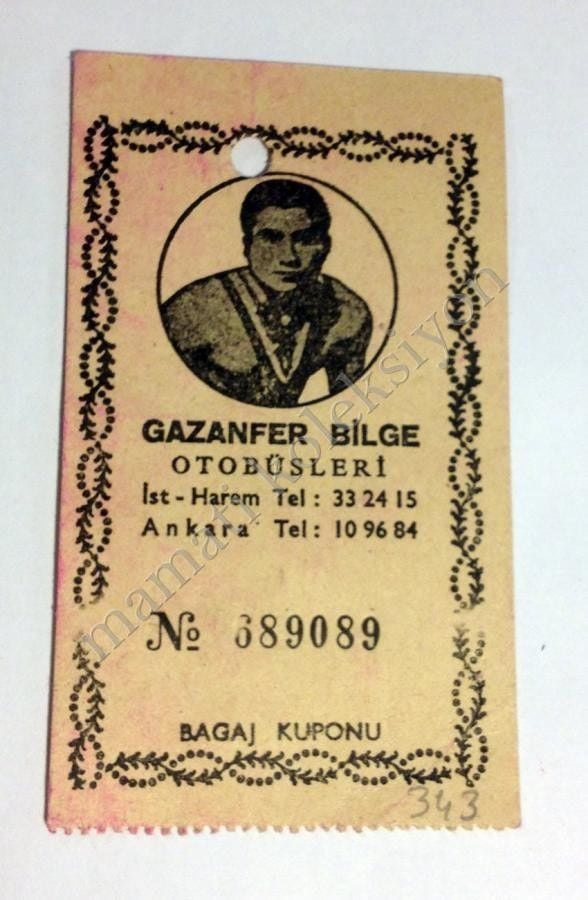 GAZANFER BİLGE
OTOBÜSLERİ
İst - Harem Tel : 33 24 15
Ankara Tel : 10 96 84
№ 689089
BAGAJ KUPONU
343
mamati koleksiyon